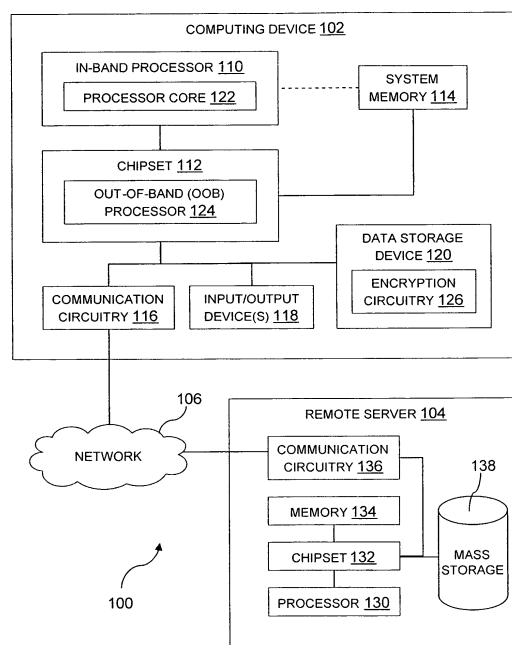 COMPUTING DEVICE 102
IN-BAND PROCESSOR 110
PROCESSOR CORE 122
SYSTEM
MEMORY 114
CHIPSET 112
OUT-OF-BAND (OOB)
PROCESSOR 124
DATA STORAGE
DEVICE 120
ENCRYPTION
CIRCUITRY 126
COMMUNICATION
CIRCUITRY 116
INPUT/OUTPUT
DEVICE(S) 118
106
NETWORK
REMOTE SERVER 104
COMMUNICATION
CIRCUITRY 136
138
MEMORY 134
CHIPSET 132
MASS
STORAGE
PROCESSOR 130
100